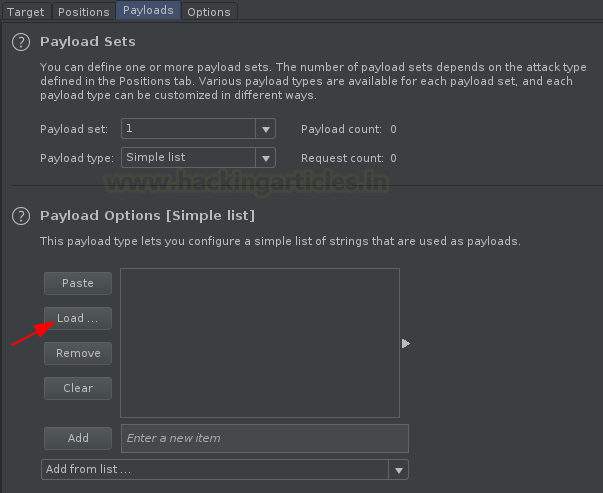 Target Positions Payloads Options
? Payload Sets
You can define one or more payload sets. The number of payload sets depends on the attack type
defined in the Positions tab. Various payload types are available for each payload set, and each
payload type can be customized in different ways.
Payload set: 1 Payload count: 0
Payload type: Simple list Request count: 0
www.hackingarticles.in
? Payload Options [Simple list]
This payload type lets you configure a simple list of strings that are used as payloads.
Paste
Load ...
Remove
Clear
Add Enter a new item
Add from list ...